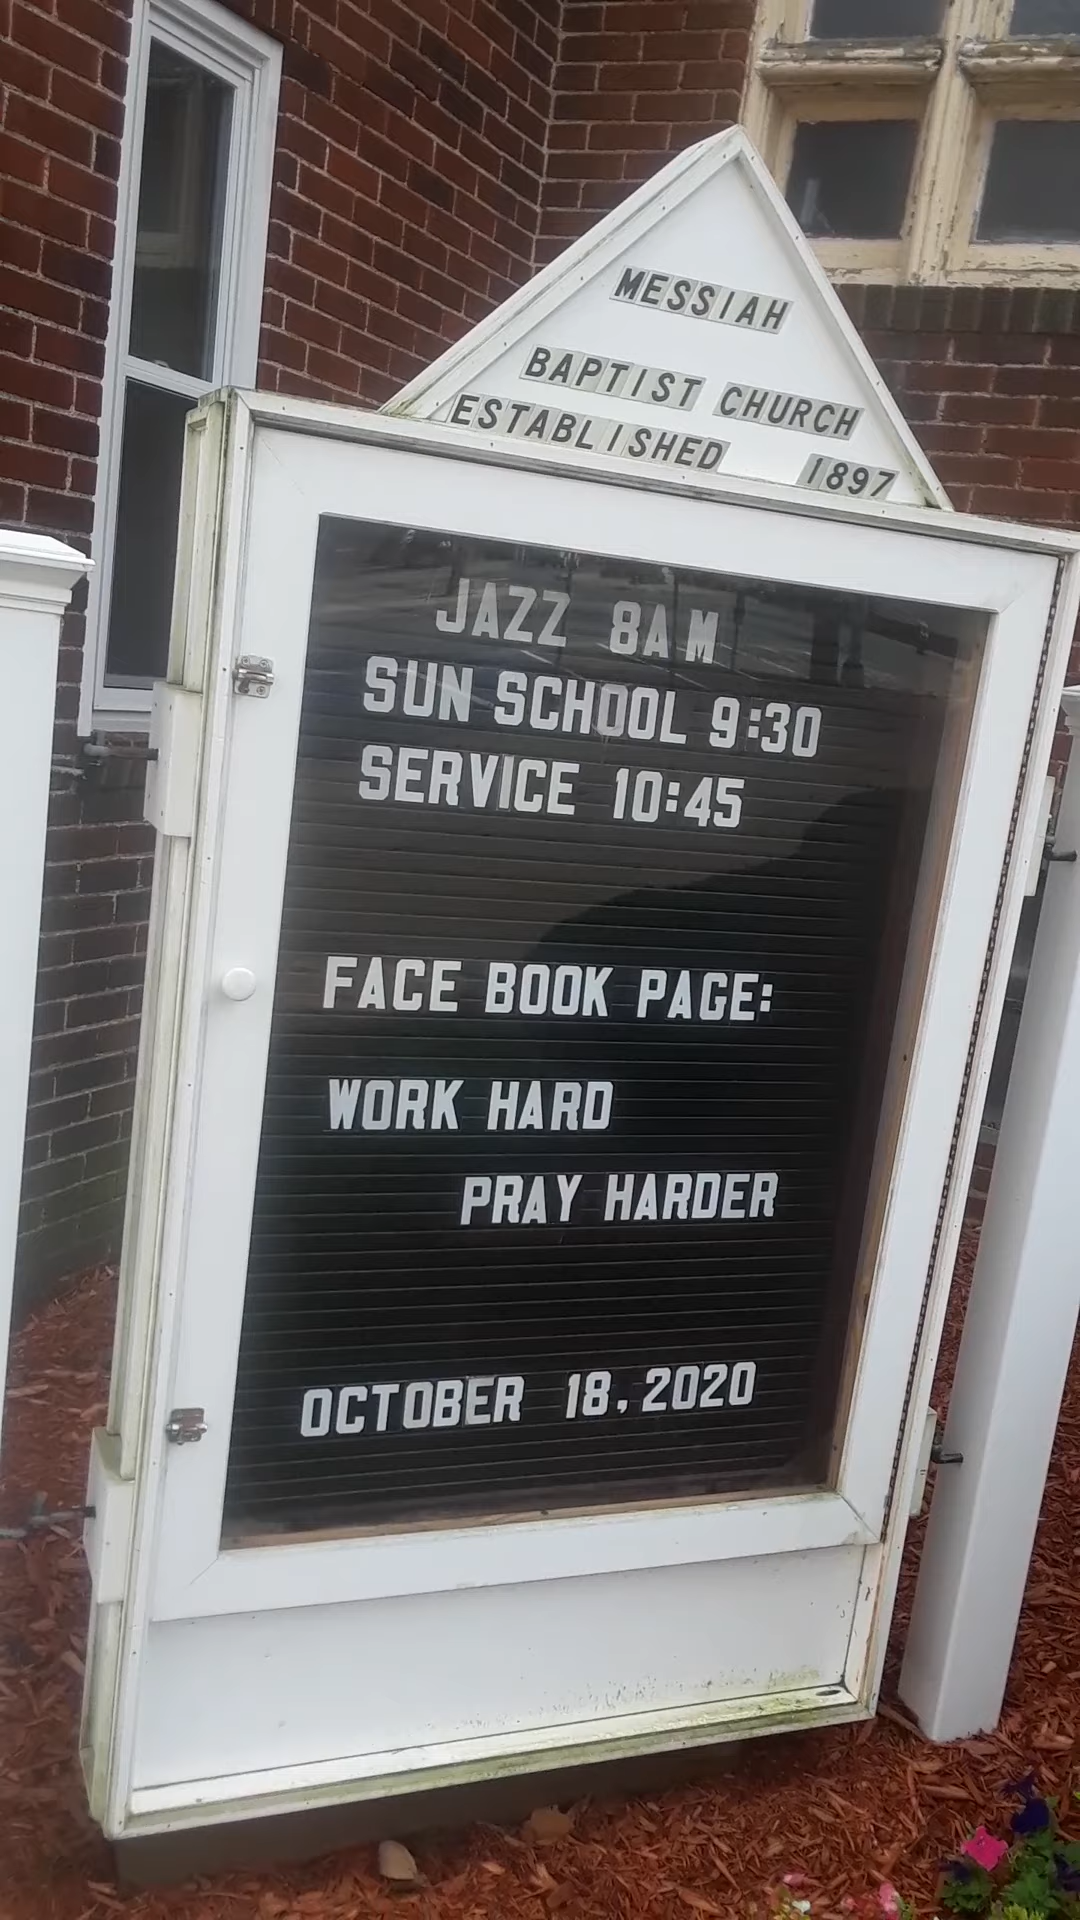 MESSIAH
BAPTIST CHURCH
ESTABLISHED 1897
JAZZ 8AM
SUN SCHOOL 9:30
SERVICE 10:45
FACE BOOK PAGE:
WORK HARD
PRAY HARDER
OCTOBER 18,2020